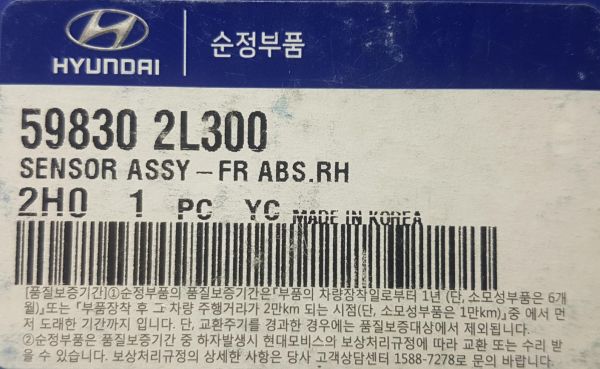 HYUNDAI
순정부품
59830 2L300
SENSOR ASSY-FR ABS.RH
2H0 1 PC YC MADE IN KOREA
[품질보증기간]①순정부품의 품질보증기간은「부품의 차량장착일로부터 1년 (단, 소모성부품은 6개
월)」또는「부품장착 후 그 차량 주행거리가 2만km 되는 시점(단, 소모성부품은 1만km)」중 에서 먼
저 도래한 기간까지 입니다. 단, 교환주기를 경과한 경우에는 품질보증대상에서 제외됩니다.
②순정부품은 품질보증기간 중 하자발생시 현대모비스의 보상처리규정에 따라 교환 또는 수리 받
을 수 있습니다. 보상처리규정의 상세한 사항은 당사 고객상담센터 1588-7278로 문의 바랍니다.